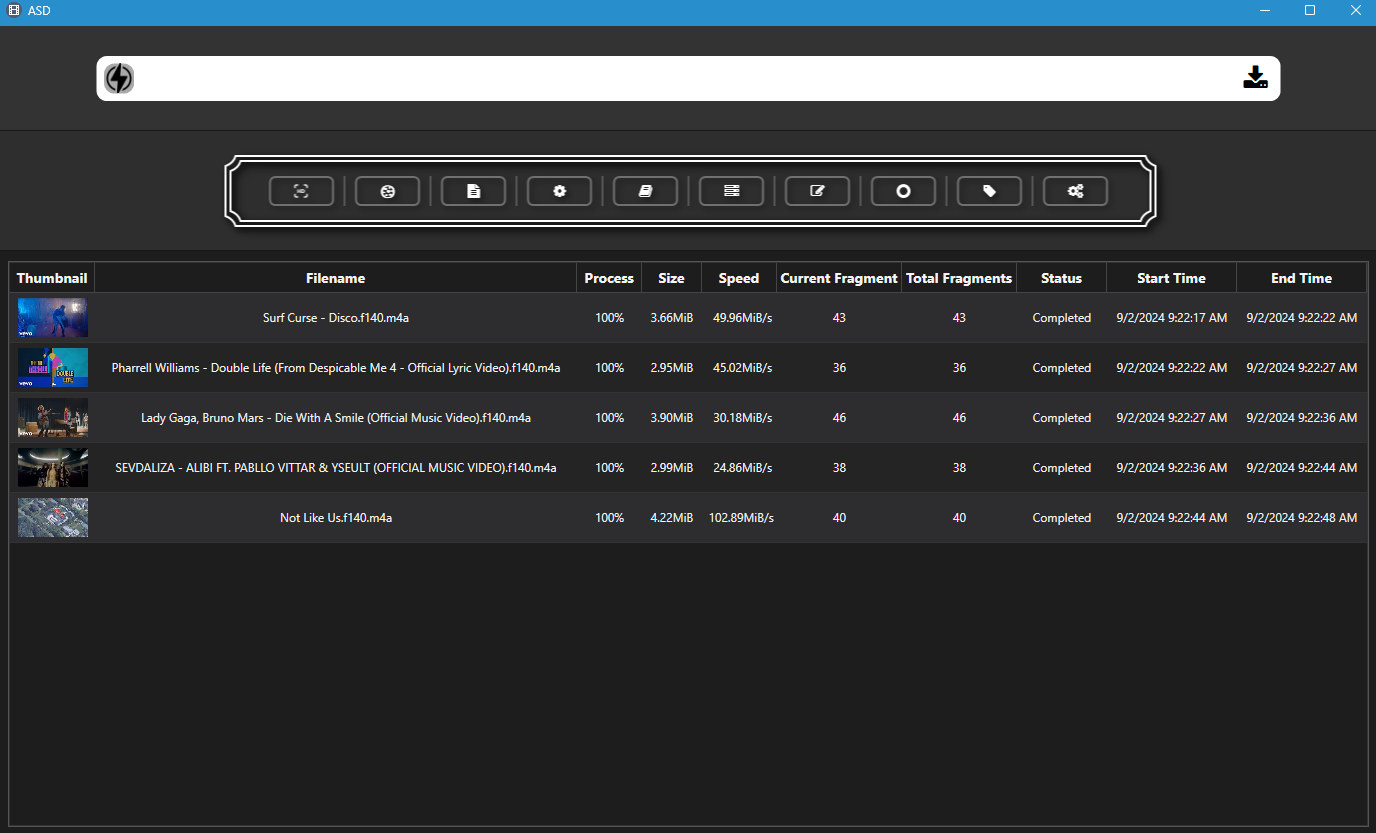 ASD
Thumbnail Filename Process Size Speed Current Fragment Total Fragments Status Start Time End Time
vevo Surf Curse - Disco.f140.m4a 100% 3.66MiB 49.96MiB/s 43 43 Completed 9/2/2024 9:22:17 AM 9/2/2024 9:22:22 AM
DOUBLE LIFE vevo Pharrell Williams - Double Life (From Despicable Me 4 - Official Lyric Video).f140.m4a 100% 2.95MiB 45.02MiB/s 36 36 Completed 9/2/2024 9:22:22 AM 9/2/2024 9:22:27 AM
vevo Lady Gaga, Bruno Mars - Die With A Smile (Official Music Video).f140.m4a 100% 3.90MiB 30.18MiB/s 46 46 Completed 9/2/2024 9:22:27 AM 9/2/2024 9:22:36 AM
SEVDALIZA - ALIBI FT. PABLLO VITTAR & YSEULT (OFFICIAL MUSIC VIDEO).f140.m4a 100% 2.99MiB 24.86MiB/s 38 38 Completed 9/2/2024 9:22:36 AM 9/2/2024 9:22:44 AM
Not Like Us.f140.m4a 100% 4.22MiB 102.89MiB/s 40 40 Completed 9/2/2024 9:22:44 AM 9/2/2024 9:22:48 AM